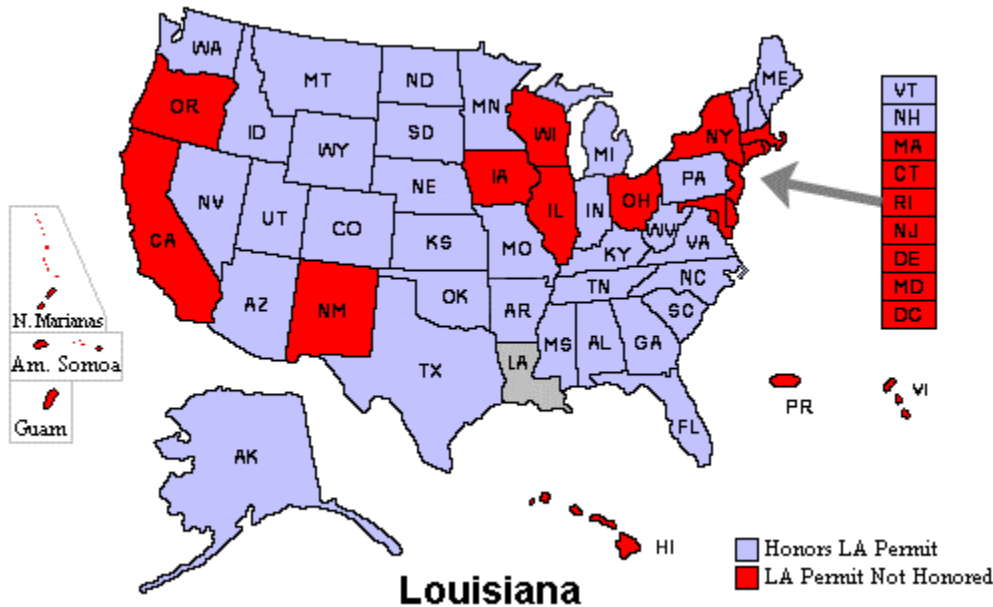 WA
MT
ND
MN
ME
OR
ID
SD
WI
MI
NY
WY
NE
IA
PA
NV
UT
CO
IL
IN
OH
WV
VA
CA
KS
MO
KY
AZ
NM
OK
AR
TN
NC
SC
TX
LA
MS
AL
GA
FL
AK
HI
VT
NH
MA
CT
RI
NJ
DE
MD
DC
N. Marianas
Am. Somoa
Guam
PR
VI
Honors LA Permit
LA Permit Not Honored
Louisiana